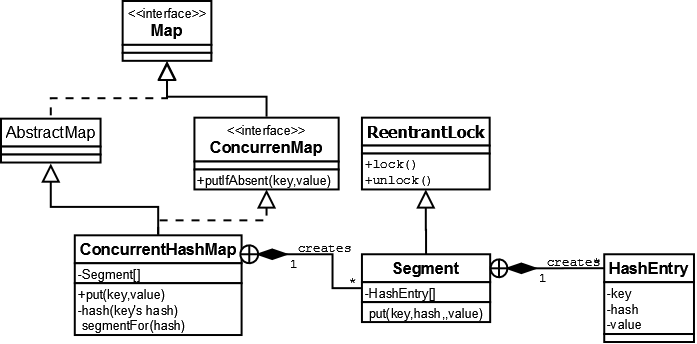 <<interface>>
Map
AbstractMap
<<interface>>
ConcurrenMap
+putIfAbsent(key,value)
ReentrantLock
+lock()
+unlock()
ConcurrentHashMap
-Segment[]
+put(key,value)
-hash(key's hash)
segmentFor(hash)
creates
1
*
Segment
-HashEntry[]
put(key,hash,,value)
creates
1
*
HashEntry
-key
-hash
-value